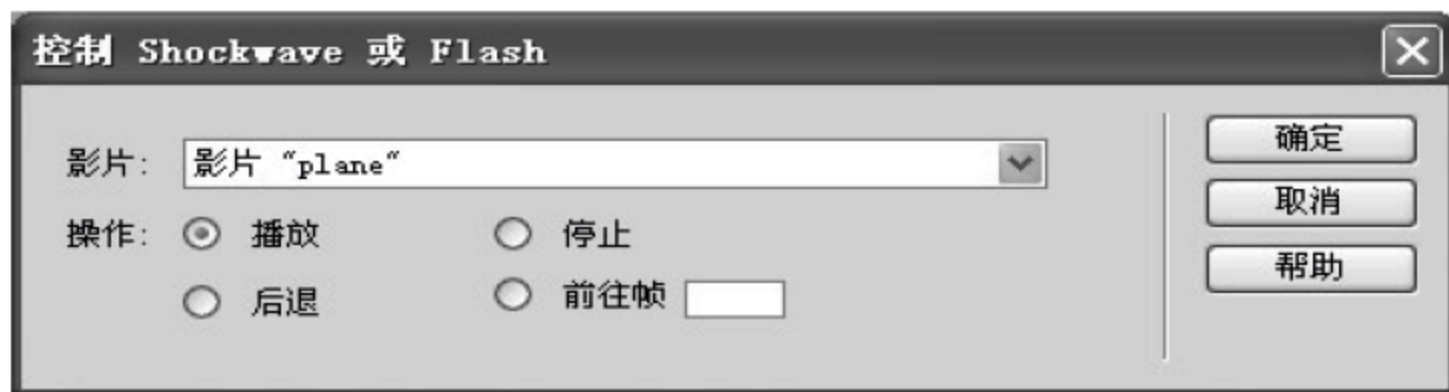 控制 Shockwave 或 Flash
影片: 影片 "plane"
确定
取消
操作: 播放 停止
帮助
后退 前往帧